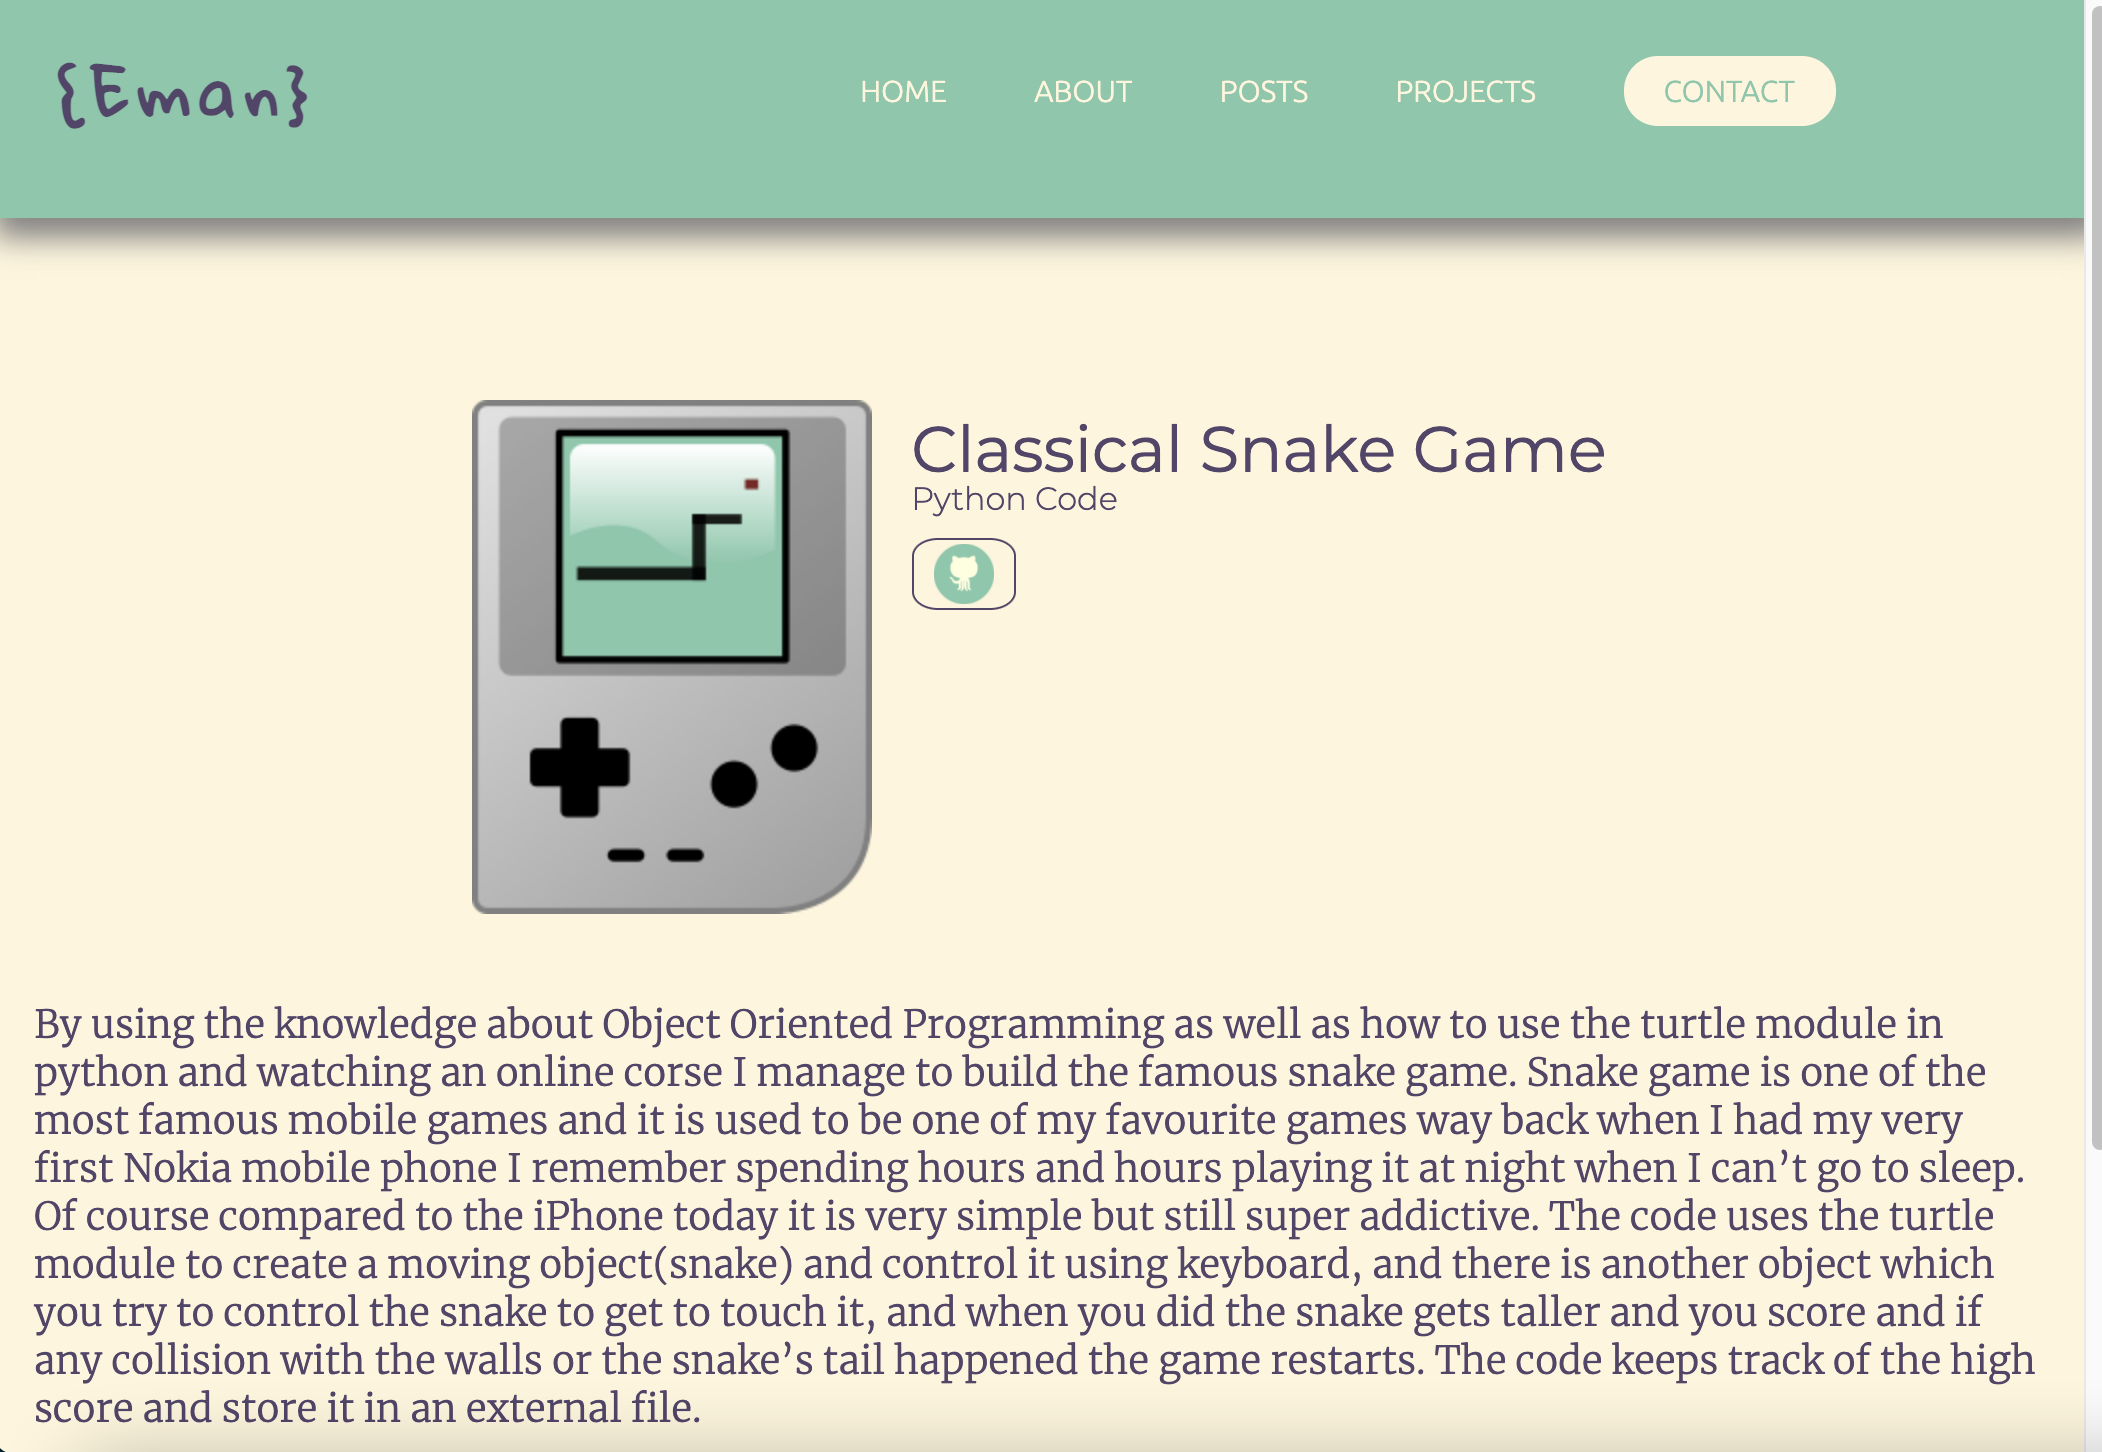 {Eman}
HOME ABOUT POSTS PROJECTS CONTACT
Classical Snake Game
Python Code
By using the knowledge about Object Oriented Programming as well as how to use the turtle module in
python and watching an online corse I manage to build the famous snake game. Snake game is one of the
most famous mobile games and it is used to be one of my favourite games way back when I had my very
first Nokia mobile phone I remember spending hours and hours playing it at night when I can’t go to sleep.
Of course compared to the iPhone today it is very simple but still super addictive. The code uses the turtle
module to create a moving object(snake) and control it using keyboard, and there is another object which
you try to control the snake to get to touch it, and when you did the snake gets taller and you score and if
any collision with the walls or the snake’s tail happened the game restarts. The code keeps track of the high
score and store it in an external file.